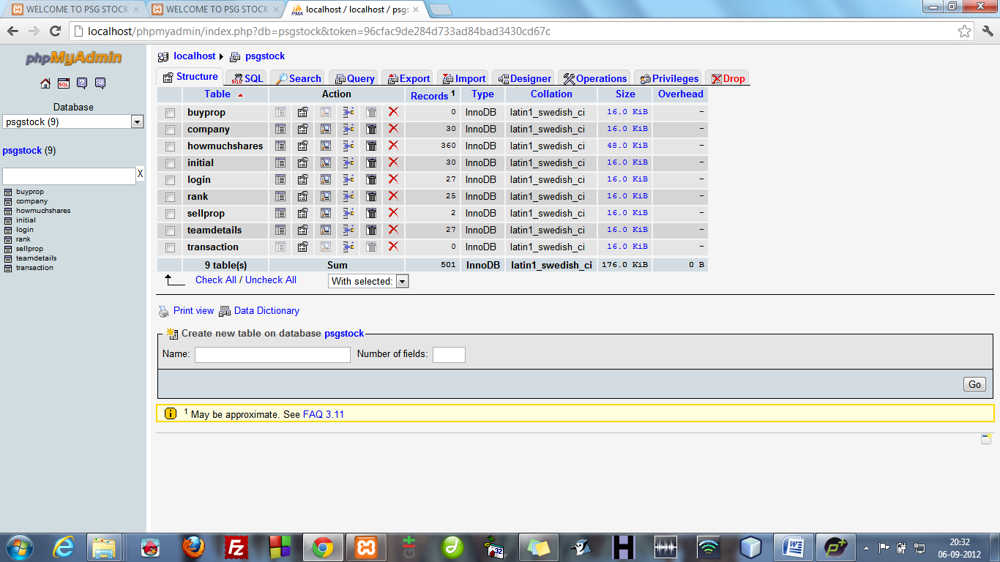 WELCOME TO PSG STOCK
WELCOME TO PSG STOCK
localhost / localhost / psgs
localhost/phpmyadmin/index.php?db=psgstock&token=96cfac9de284d733ad84bad3430cd67c
phpMyAdmin
Database
psgstock (9)
psgstock (9)
X
buyprop
company
howmuchshares
initial
login
rank
sellprop
teamdetails
transaction
localhost psgstock
Structure SQL Search Query Export Import Designer Operations Privileges Drop
Table Action Records 1 Type Collation Size Overhead
buyprop 0 InnoDB latin1_swedish_ci 16.0 KiB -
company 30 InnoDB latin1_swedish_ci 16.0 KiB -
howmuchshares 360 InnoDB latin1_swedish_ci 48.0 KiB -
initial 30 InnoDB latin1_swedish_ci 16.0 KiB -
login 27 InnoDB latin1_swedish_ci 16.0 KiB -
rank 25 InnoDB latin1_swedish_ci 16.0 KiB -
sellprop 2 InnoDB latin1_swedish_ci 16.0 KiB -
teamdetails 27 InnoDB latin1_swedish_ci 16.0 KiB -
transaction 0 InnoDB latin1_swedish_ci 16.0 KiB -
9 table(s) Sum 501 InnoDB latin1_swedish_ci 176.0 KiB 0 B
Check All / Uncheck All With selected:
Print view Data Dictionary
Create new table on database psgstock
Name: Number of fields:
Go
1 May be approximate. See FAQ 3.11
20:32
06-09-2012